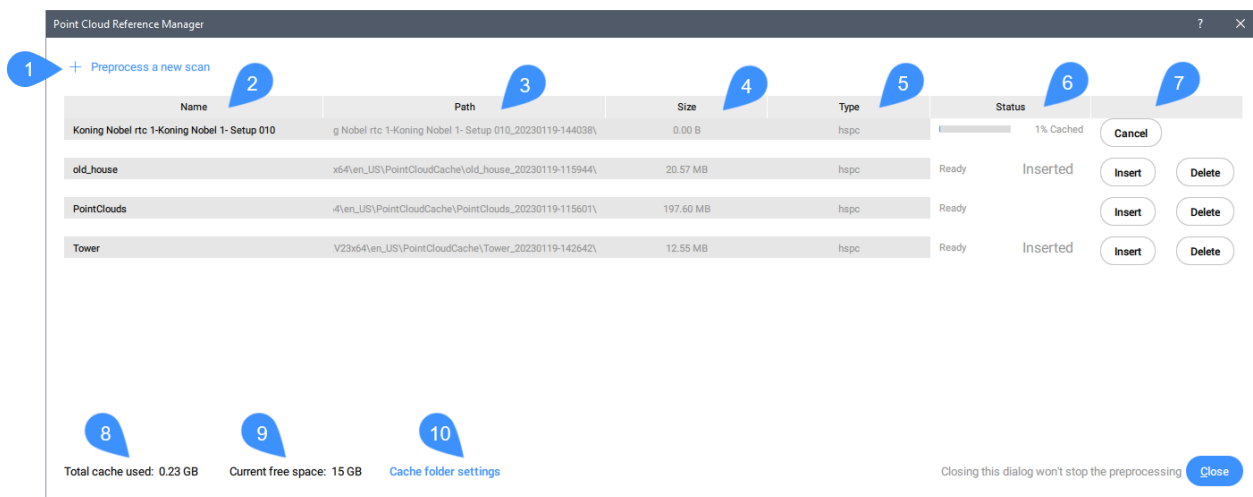 Point Cloud Reference Manager ? ×
1 + Preprocess a new scan
2 3 4 5 6 7
Name Path Size Type Status
Koning Nobel rtc 1-Koning Nobel 1- Setup 010 g Nobel rtc 1-Koning Nobel 1- Setup 010_20230119-144038\ 0.00 B hspc 1% Cached Cancel
old_house x64\en_US\PointCloudCache\old_house_20230119-115944\ 20.57 MB hspc Ready Inserted Insert Delete
PointClouds 4\en_US\PointCloudCache\PointClouds_20230119-115601\ 197.60 MB hspc Ready Insert Delete
Tower V23x64\en_US\PointCloudCache\Tower_20230119-142642\ 12.55 MB hspc Ready Inserted Insert Delete
8 9 10
Total cache used: 0.23 GB Current free space: 15 GB Cache folder settings Closing this dialog won't stop the preprocessing Close